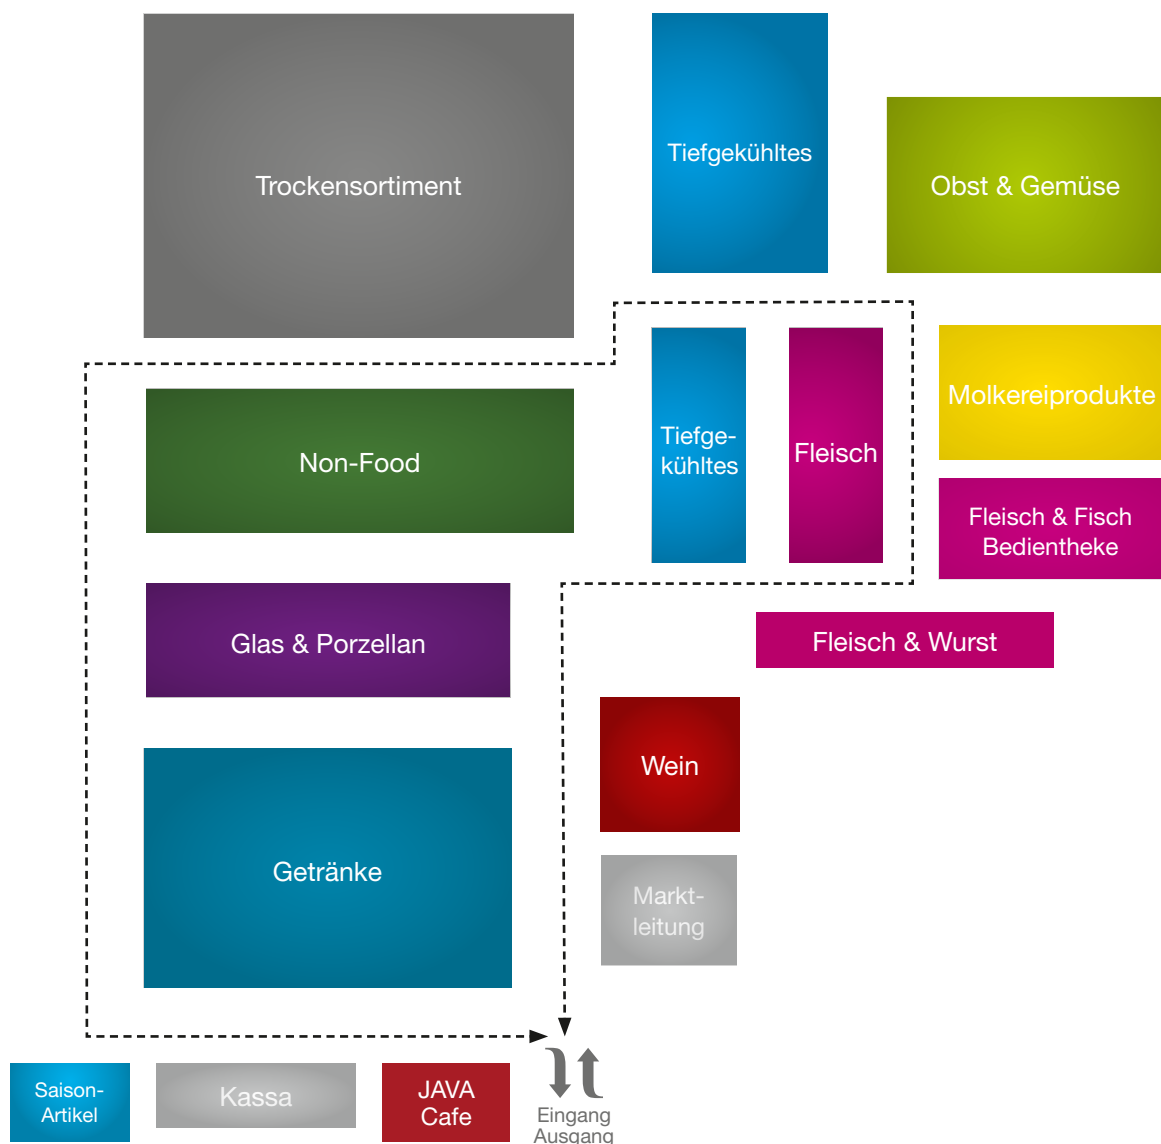 Trockensortiment
Tiefgekühltes
Obst & Gemüse
Non-Food
Tiefge-
kühltes
Fleisch
Molkereiprodukte
Fleisch & Fisch
Bedientheke
Glas & Porzellan
Fleisch & Wurst
Wein
Getränke
Markt-
leitung
Saison-
Artikel
Kassa
JAVA
Cafe
Eingang
Ausgang